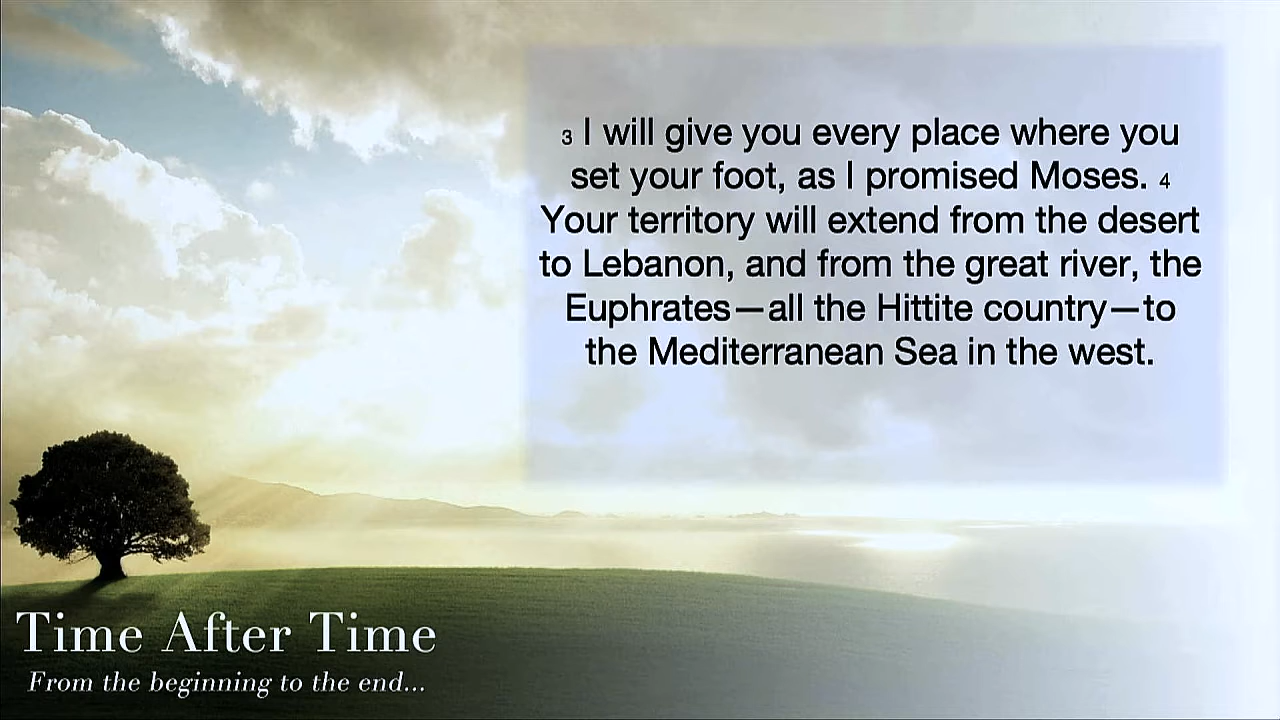 3 I will give you every place where you
set your foot, as I promised Moses. 4
Your territory will extend from the desert
to Lebanon, and from the great river, the
Euphrates—all the Hittite country—to
the Mediterranean Sea in the west.
Time After Time
From the beginning to the end...